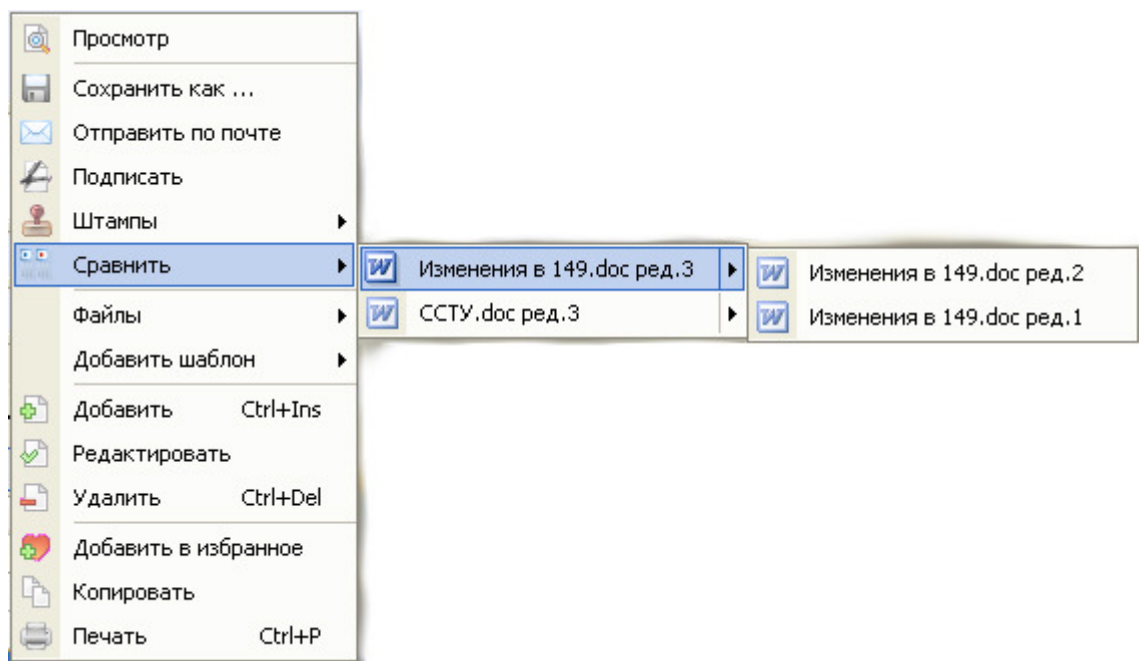 Просмотр
Сохранить как ...
Отправить по почте
Подписать
Штампы
Сравнить
Изменения в 149.doc ред.3
Изменения в 149.doc ред.2
ССТУ.doc ред.3
Изменения в 149.doc ред.1
Файлы
Добавить шаблон
Добавить Ctrl+Ins
Редактировать
Удалить Ctrl+Del
Добавить в избранное
Копировать
Печать Ctrl+P